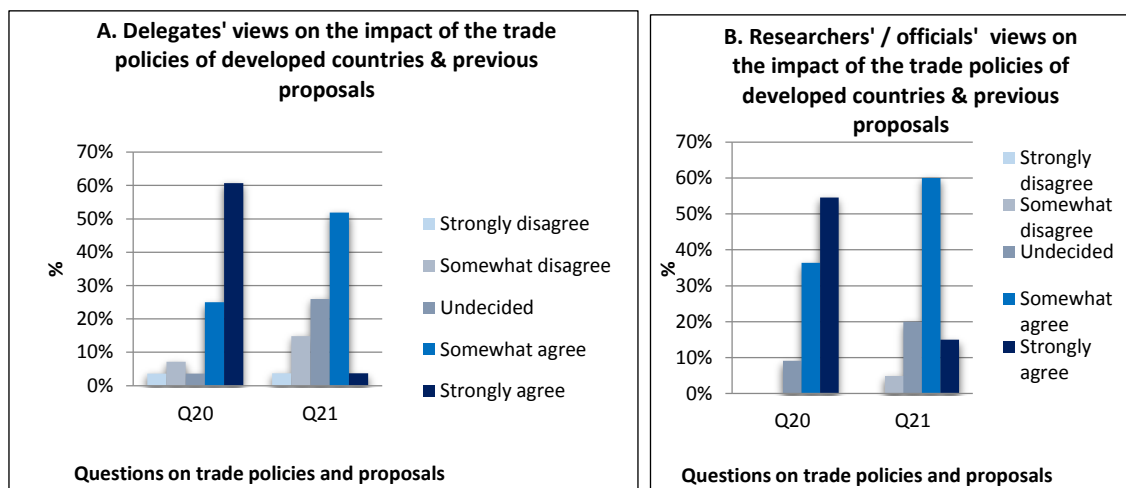 A. Delegates' views on the impact of the trade
policies of developed countries & previous
proposals
70%
60%
50%
40%
30%
20%
10%
0%
%
Q20
Q21
Strongly disagree
Somewhat disagree
Undecided
Somewhat agree
Strongly agree
Questions on trade policies and proposals
B. Researchers' / officials' views on
the impact of the trade policies of
developed countries & previous
proposals
70%
60%
50%
40%
30%
20%
10%
0%
%
Q20
Q21
Strongly
disagree
Somewhat
disagree
Undecided
Somewhat
agree
Strongly
agree
Questions on trade policies and proposals